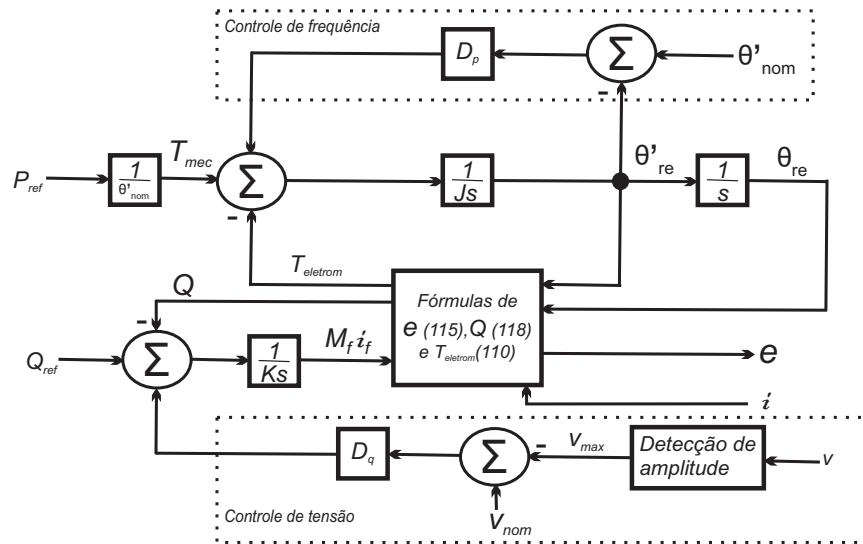 Controle de frequência
D_p
Σ
θ'_nom
-
P_ref
1
θ'_nom
T_mec
Σ
-
1
Js
θ'_re
1
s
θ_re
T_eletrom
Q
Fórmulas de
e (115), Q (118)
e T_eletrom (110)
-
Q_ref
Σ
1
Ks
M_f i_f
e
i
D_q
Σ
-
v_max
Detecção de
amplitude
v
v_nom
Controle de tensão